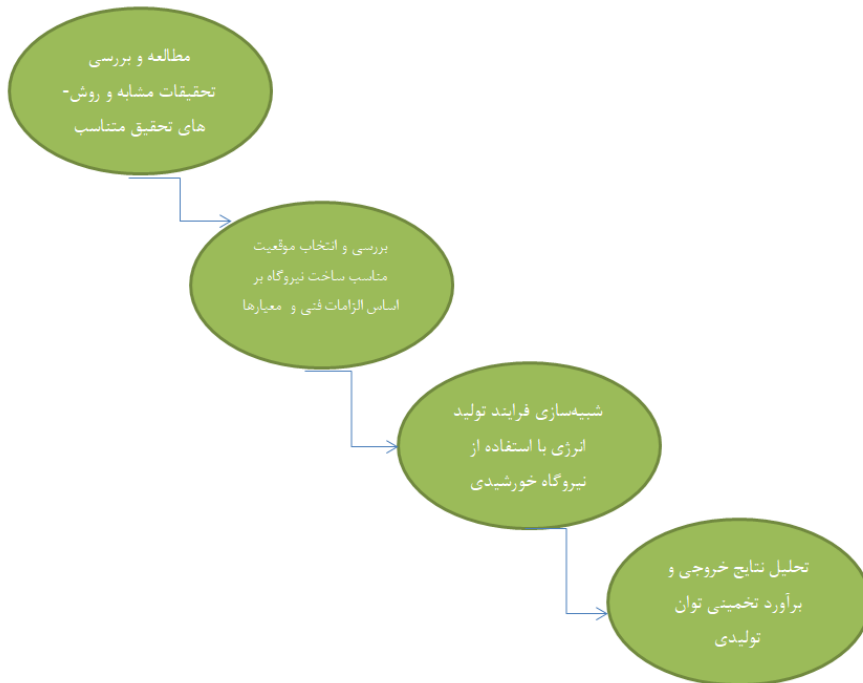 مطالعه و بررسی
تحقیقات مشابه و روش-
های تحقیق متناسب
بررسی و انتخاب موقعیت
مناسب ساخت نیروگاه بر
اساس الزامات فنی و معیارها
شبیه‌سازی فرایند تولید
انرژی با استفاده از
نیروگاه خورشیدی
تحلیل نتایج خروجی و
برآورد تخمینی توان
تولیدی